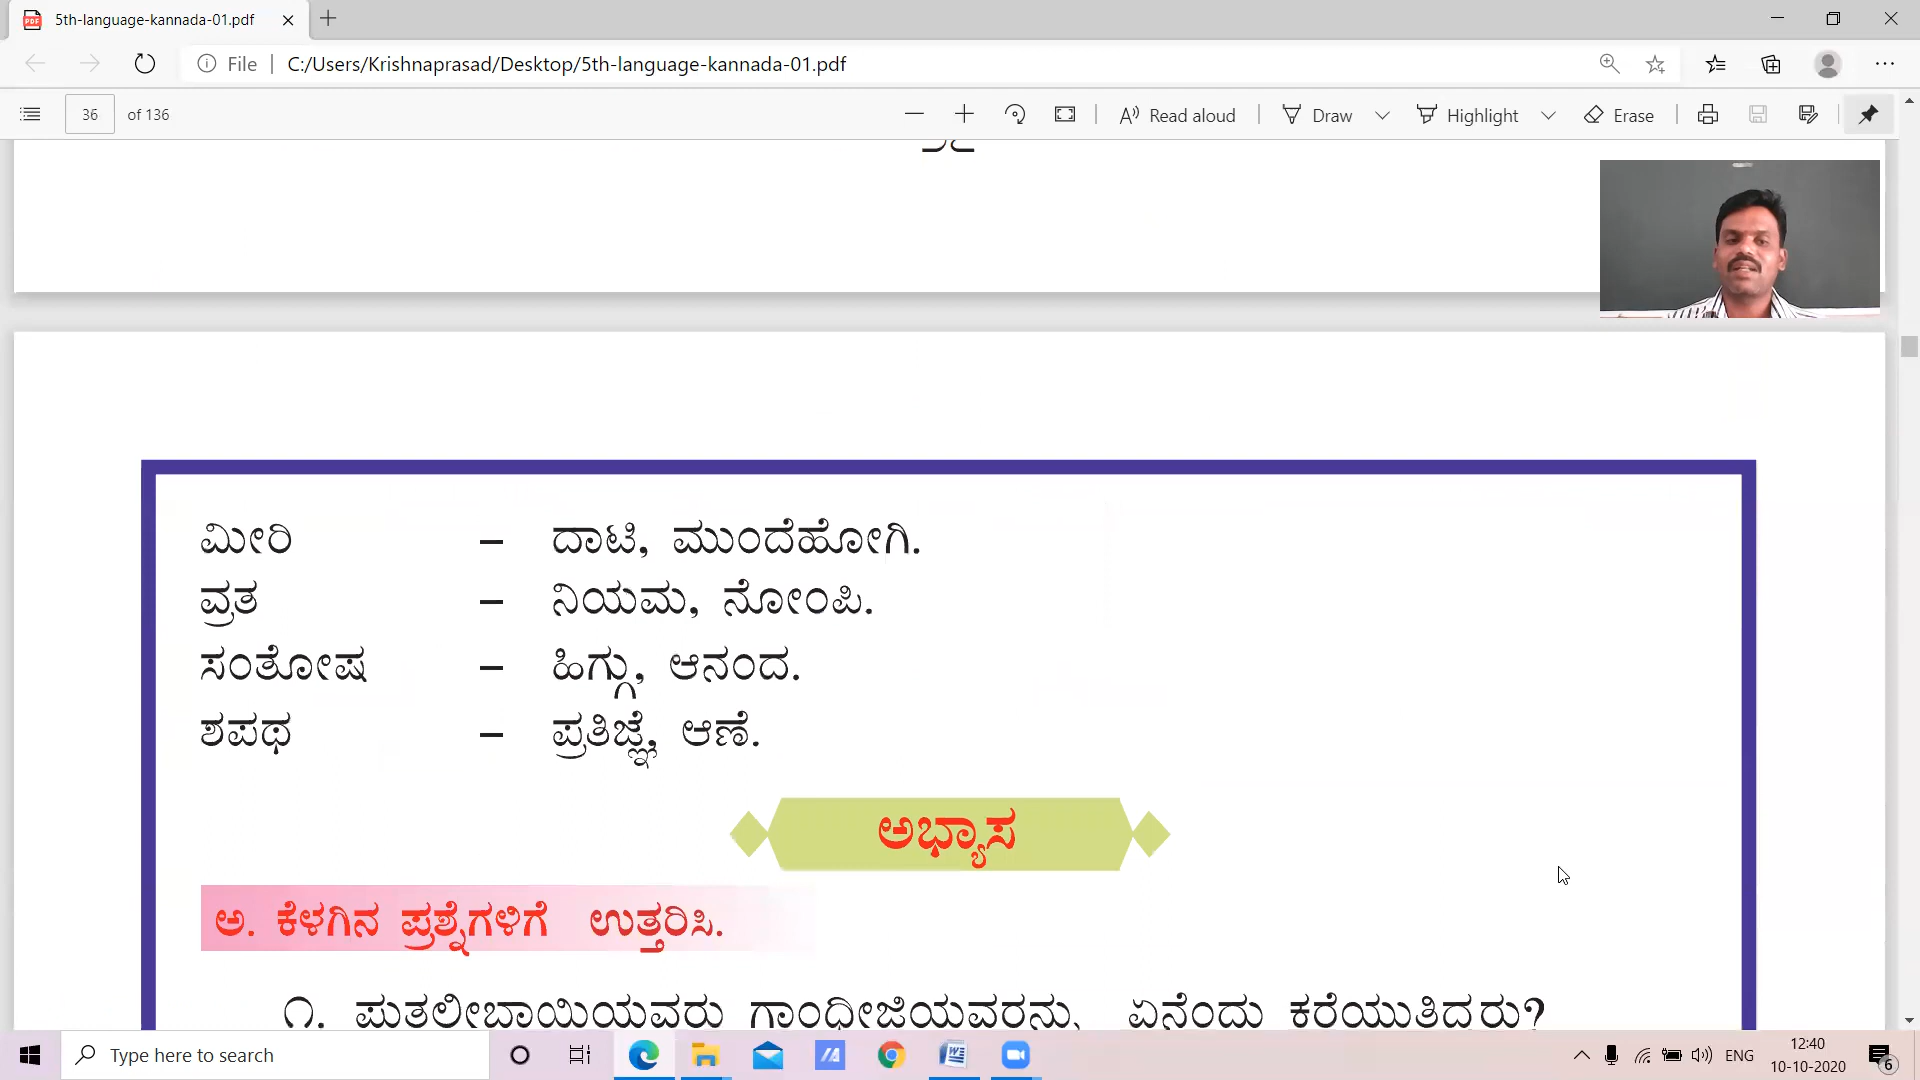 5th-language-kannada-01.pdf
File
C:/Users/Krishnaprasad/Desktop/5th-language-kannada-01.pdf
36 of 136
Read aloud
Draw
Highlight
Erase
ಮೀರಿ – ದಾಟಿ, ಮುಂದೆಹೋಗಿ.
ವ್ರತ – ನಿಯಮ, ನೋಂಪಿ.
ಸಂತೋಷ – ಹಿಗ್ಗು, ಆನಂದ.
ಶಪಥ – ಪ್ರತಿಜ್ಞೆ, ಆಣೆ.
ಅಭ್ಯಾಸ
ಅ. ಕೆಳಗಿನ ಪ್ರಶ್ನೆಗಳಿಗೆ ಉತ್ತರಿಸಿ.
೧. ಪುತಲೀಬಾಯಿಯವರು ಗಾಂಧೀಜಿಯವರನ್ನು ಏನೆಂದು ಕರೆಯುತ್ತಿದ್ದರು?
Type here to search
ENG
12:40
10-10-2020
6